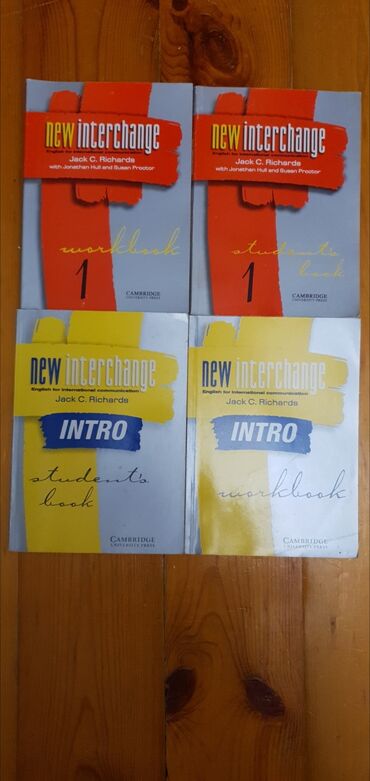 new interchange
English for international communication
Jack C. Richards
with Jonathan Hull and Susan Proctor
workbook
1
CAMBRIDGE
UNIVERSITY PRESS
new interchange
English for international communication
Jack C. Richards
with Jonathan Hull and Susan Proctor
student's
book
1
CAMBRIDGE
UNIVERSITY PRESS
new interchange
English for international communication
Jack C. Richards
INTRO
student's
book
CAMBRIDGE
UNIVERSITY PRESS
new interchange
English for international communication
Jack C. Richards
INTRO
workbook
CAMBRIDGE
UNIVERSITY PRESS